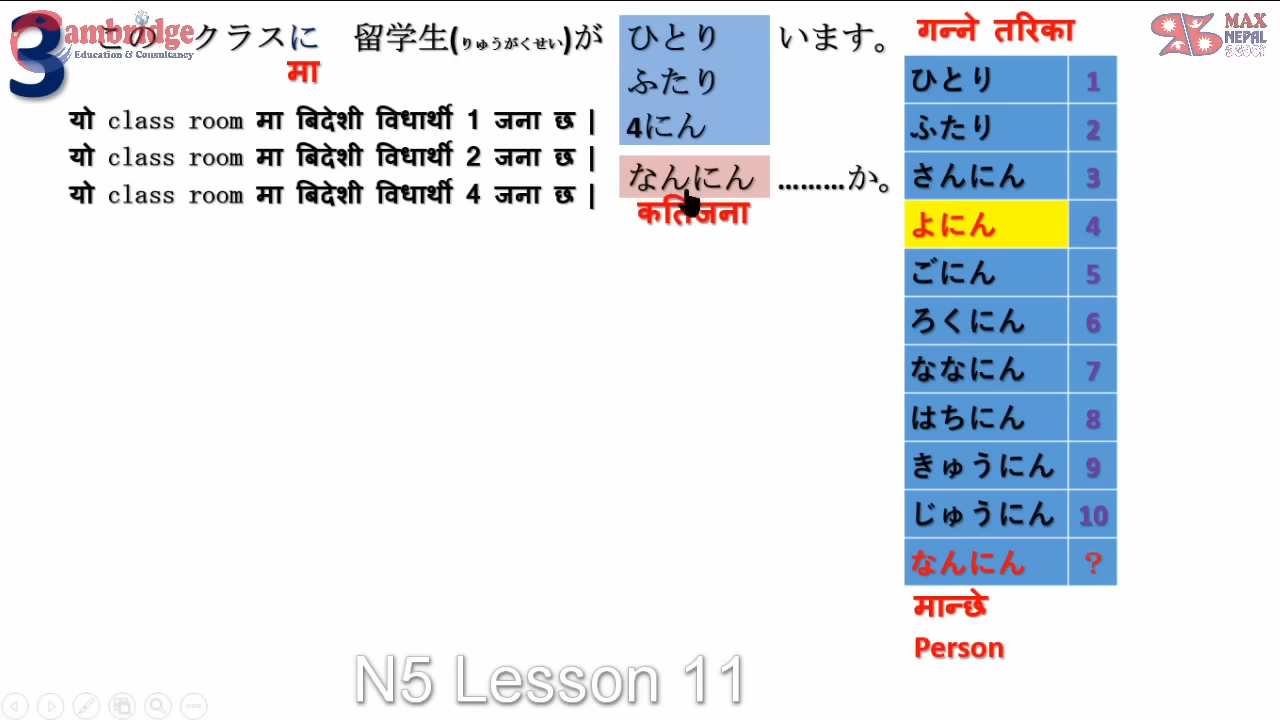 3
Cambridge
Education & Consultancy
この クラスに 留学生(りゅうがくせい)が
मा
ひとり
ふたり
4にん
います。
यो class room मा बिदेशी विधार्थी 1 जना छ |
यो class room मा बिदेशी विधार्थी 2 जना छ |
यो class room मा बिदेशी विधार्थी 4 जना छ |
なんにん ………か。
कतिजना
गन्ने तरिका
MAX
NEPAL
ひとり 1
ふたり 2
さんにん 3
よにん 4
ごにん 5
ろくにん 6
ななにん 7
はちにん 8
きゅうにん 9
じゅうにん 10
なんにん ?
मान्छे
Person
N5 Lesson 11